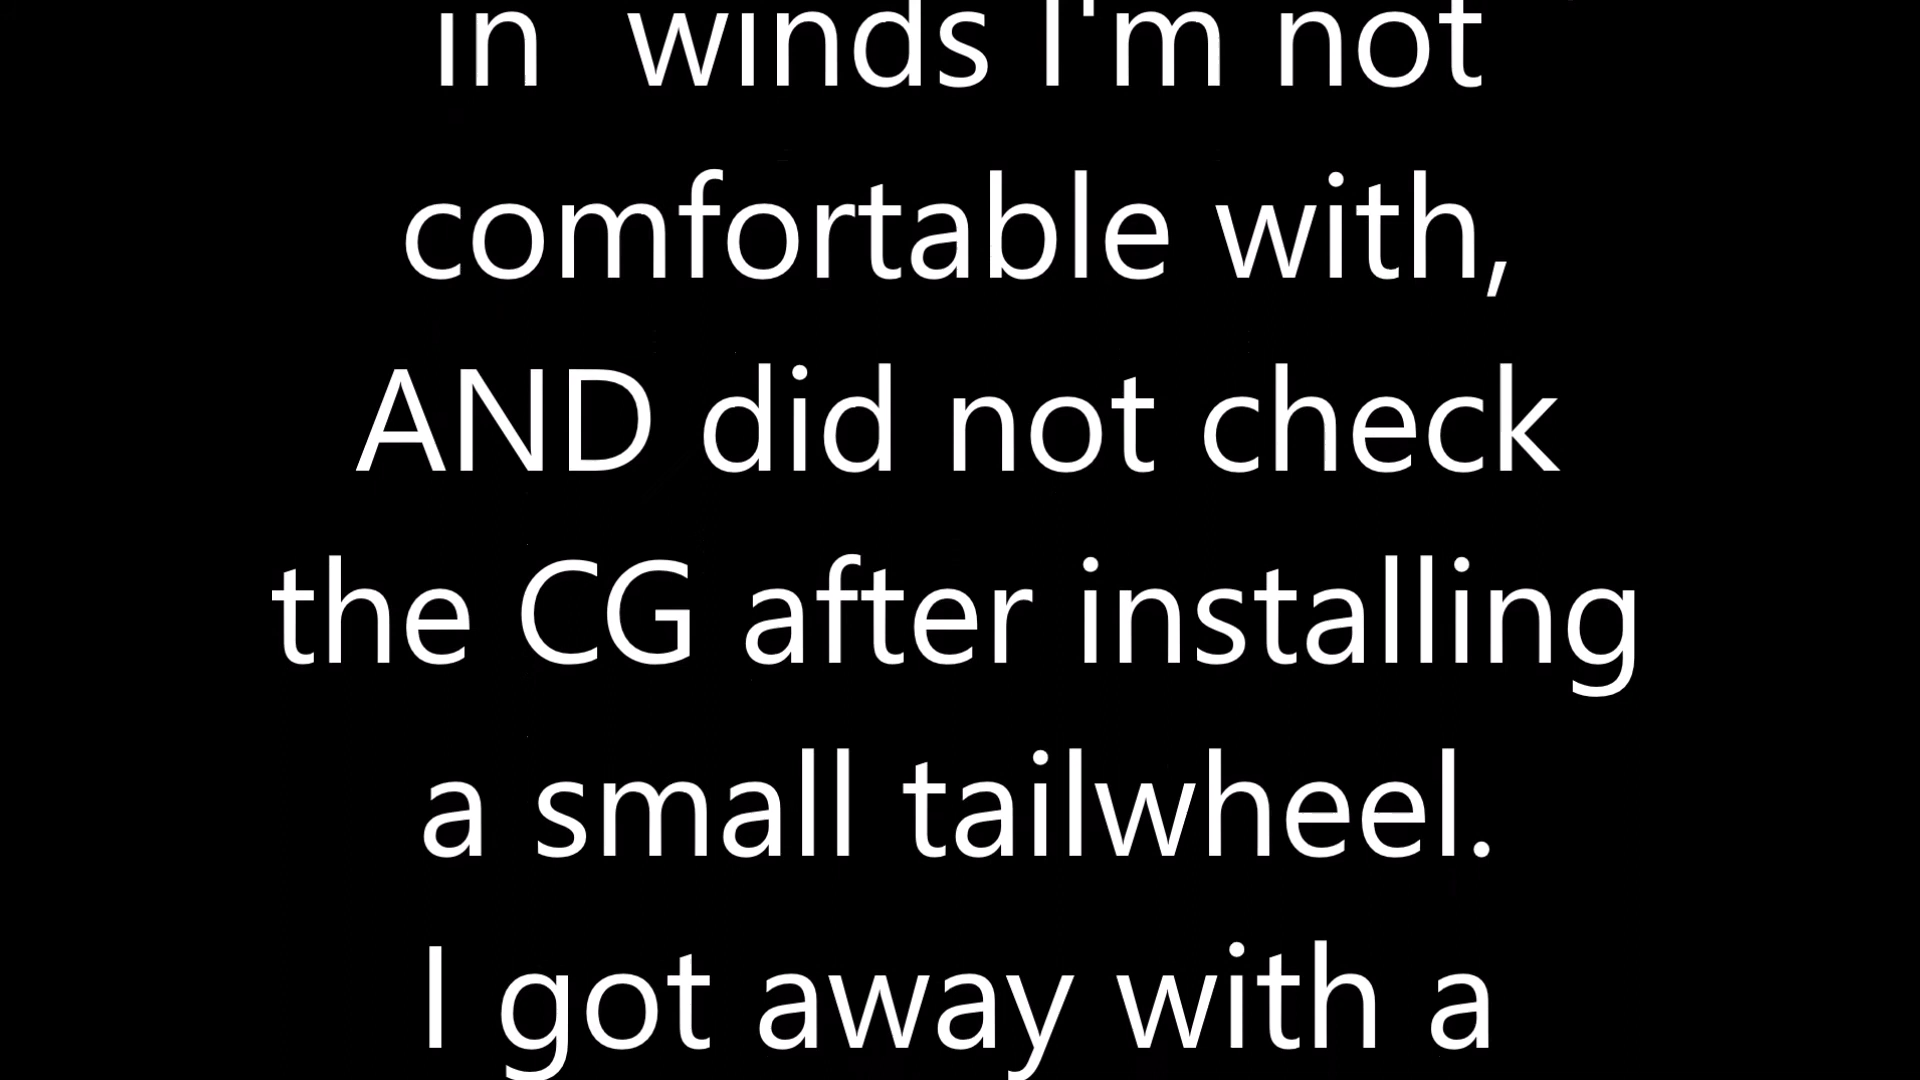 in  winds I'm not
comfortable with,
AND did not check
the CG after installing
a small tailwheel.
I got away with a